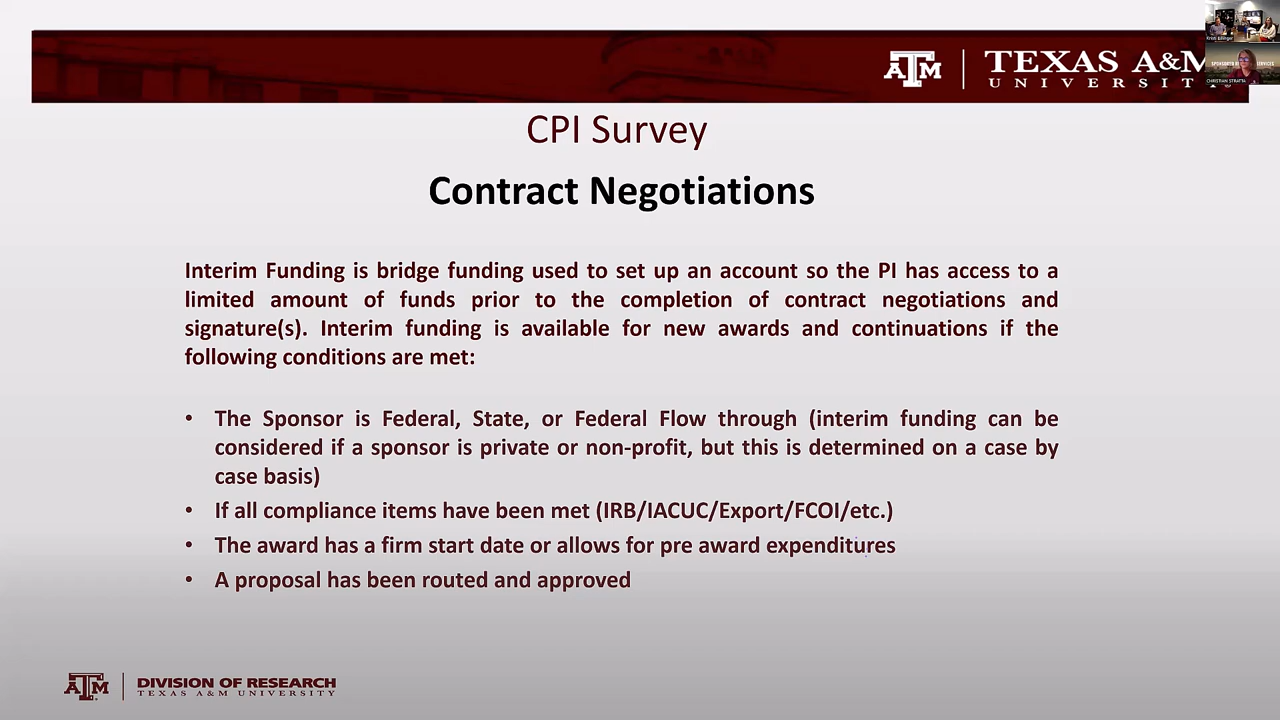 ATM
TEXAS A&M
UNIVERSITY
CHRISTIAN STRATTA
CPI Survey
Contract Negotiations
Interim Funding is bridge funding used to set up an account so the PI has access to a
limited amount of funds prior to the completion of contract negotiations and
signature(s). Interim funding is available for new awards and continuations if the
following conditions are met:
• The Sponsor is Federal, State, or Federal Flow through (interim funding can be
considered if a sponsor is private or non-profit, but this is determined on a case by
case basis)
• If all compliance items have been met (IRB/IACUC/Export/FCOI/etc.)
• The award has a firm start date or allows for pre award expenditures
• A proposal has been routed and approved
ATM
DIVISION OF RESEARCH
TEXAS A&M UNIVERSITY